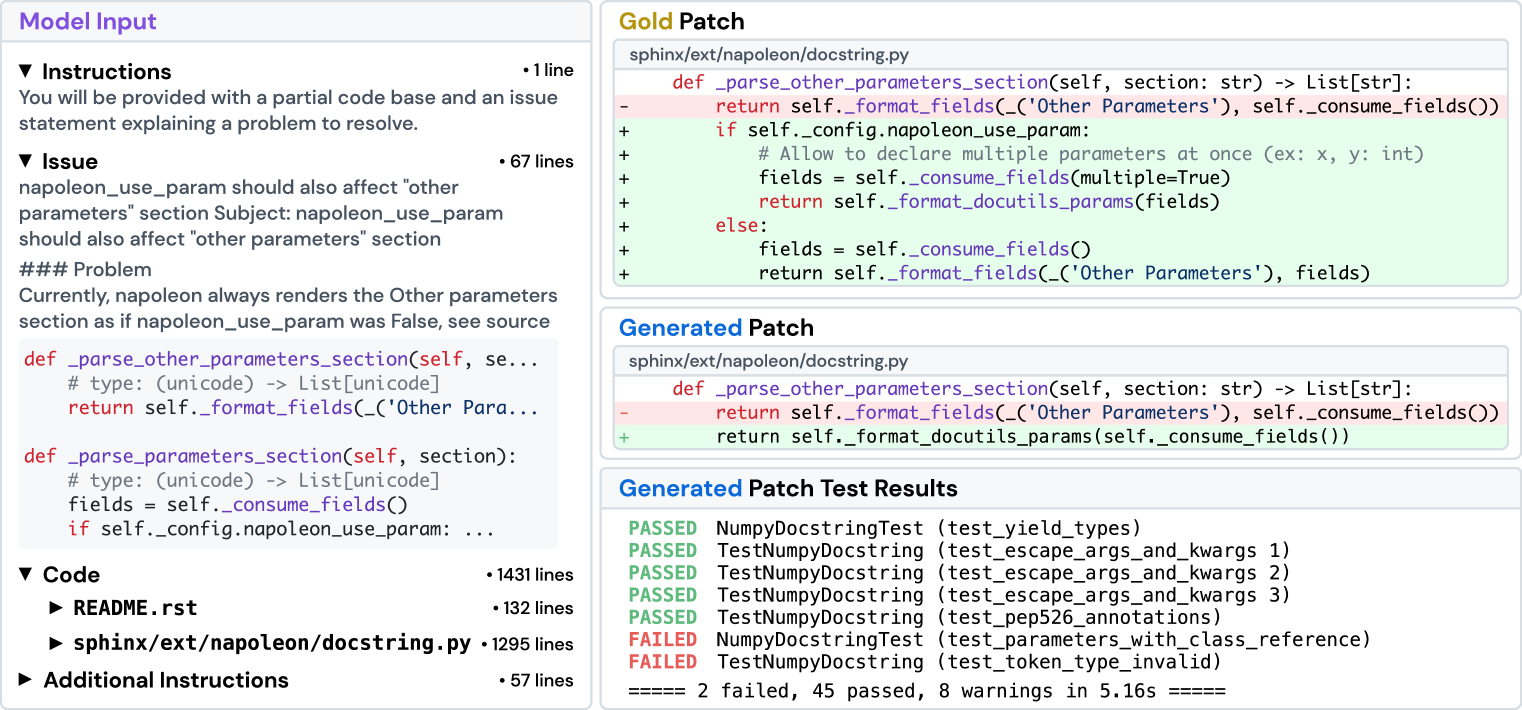 Model Input
▼ Instructions • 1 line
You will be provided with a partial code base and an issue
statement explaining a problem to resolve.
▼ Issue • 67 lines
napoleon_use_param should also affect "other
parameters" section Subject: napoleon_use_param
should also affect "other parameters" section
### Problem
Currently, napoleon always renders the Other parameters
section as if napoleon_use_param was False, see source
def _parse_other_parameters_section(self, se...
    # type: (unicode) -> List[unicode]
    return self._format_fields(_('Other Para...
def _parse_parameters_section(self, section):
    # type: (unicode) -> List[unicode]
    fields = self._consume_fields()
    if self._config.napoleon_use_param: ...
▼ Code • 1431 lines
▶ README.rst • 132 lines
▶ sphinx/ext/napoleon/docstring.py • 1295 lines
▶ Additional Instructions • 57 lines
Gold Patch
sphinx/ext/napoleon/docstring.py
    def _parse_other_parameters_section(self, section: str) -> List[str]:
-       return self._format_fields(_('Other Parameters'), self._consume_fields())
+       if self._config.napoleon_use_param:
+           # Allow to declare multiple parameters at once (ex: x, y: int)
+           fields = self._consume_fields(multiple=True)
+           return self._format_docutils_params(fields)
+       else:
+           fields = self._consume_fields()
+           return self._format_fields(_('Other Parameters'), fields)
Generated Patch
sphinx/ext/napoleon/docstring.py
    def _parse_other_parameters_section(self, section: str) -> List[str]:
-       return self._format_fields(_('Other Parameters'), self._consume_fields())
+       return self._format_docutils_params(self._consume_fields())
Generated Patch Test Results
PASSED NumpyDocstringTest (test_yield_types)
PASSED TestNumpyDocstring (test_escape_args_and_kwargs 1)
PASSED TestNumpyDocstring (test_escape_args_and_kwargs 2)
PASSED TestNumpyDocstring (test_escape_args_and_kwargs 3)
PASSED TestNumpyDocstring (test_pep526_annotations)
FAILED NumpyDocstringTest (test_parameters_with_class_reference)
FAILED TestNumpyDocstring (test_token_type_invalid)
===== 2 failed, 45 passed, 8 warnings in 5.16s =====